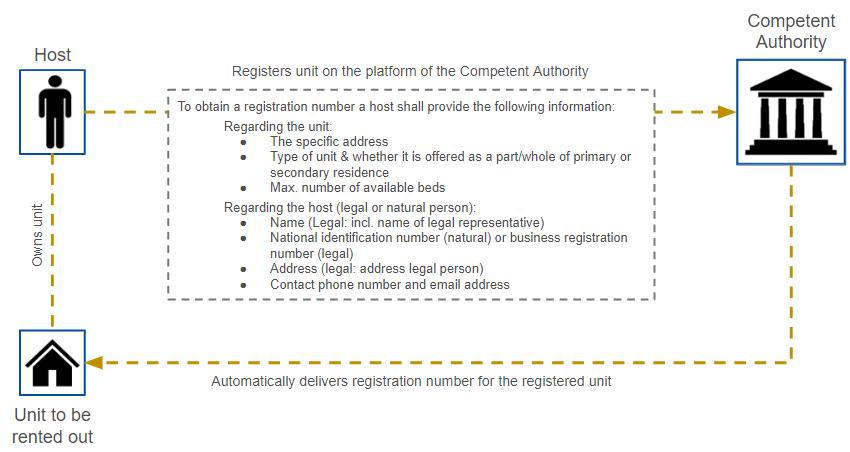 Host
Competent
Authority
Registers unit on the platform of the Competent Authority
To obtain a registration number a host shall provide the following information:
Regarding the unit:
● The specific address
● Type of unit & whether it is offered as a part/whole of primary or
secondary residence
● Max. number of available beds
Regarding the host (legal or natural person):
● Name (Legal: incl. name of legal representative)
● National identification number (natural) or business registration
number (legal)
● Address (legal: address legal person)
● Contact phone number and email address
Owns unit
Automatically delivers registration number for the registered unit
Unit to be
rented out